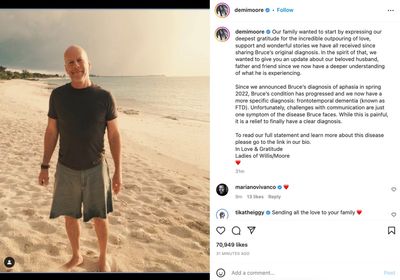 demimoore • Follow
demimoore Our family wanted to start by expressing our
deepest gratitude for the incredible outpouring of love,
support and wonderful stories we have all received since
sharing Bruce's original diagnosis. In the spirit of that, we
wanted to give you an update about our beloved husband,
father and friend since we now have a deeper understanding
of what he is experiencing.
Since we announced Bruce's diagnosis of aphasia in spring
2022, Bruce's condition has progressed and we now have a
more specific diagnosis: frontotemporal dementia (known as
FTD). Unfortunately, challenges with communication are just
one symptom of the disease Bruce faces. While this is painful,
it is a relief to finally have a clear diagnosis.
To read our full statement and learn more about this disease
please go to the link in our bio.
In Love & Gratitude
Ladies of Willis/Moore
❤️
31m
marianovivanco ❤️
9m 13 likes Reply
tikatheiggy Sending all the love to your family ❤️
70,949 likes
31 MINUTES AGO
Add a comment...
Post